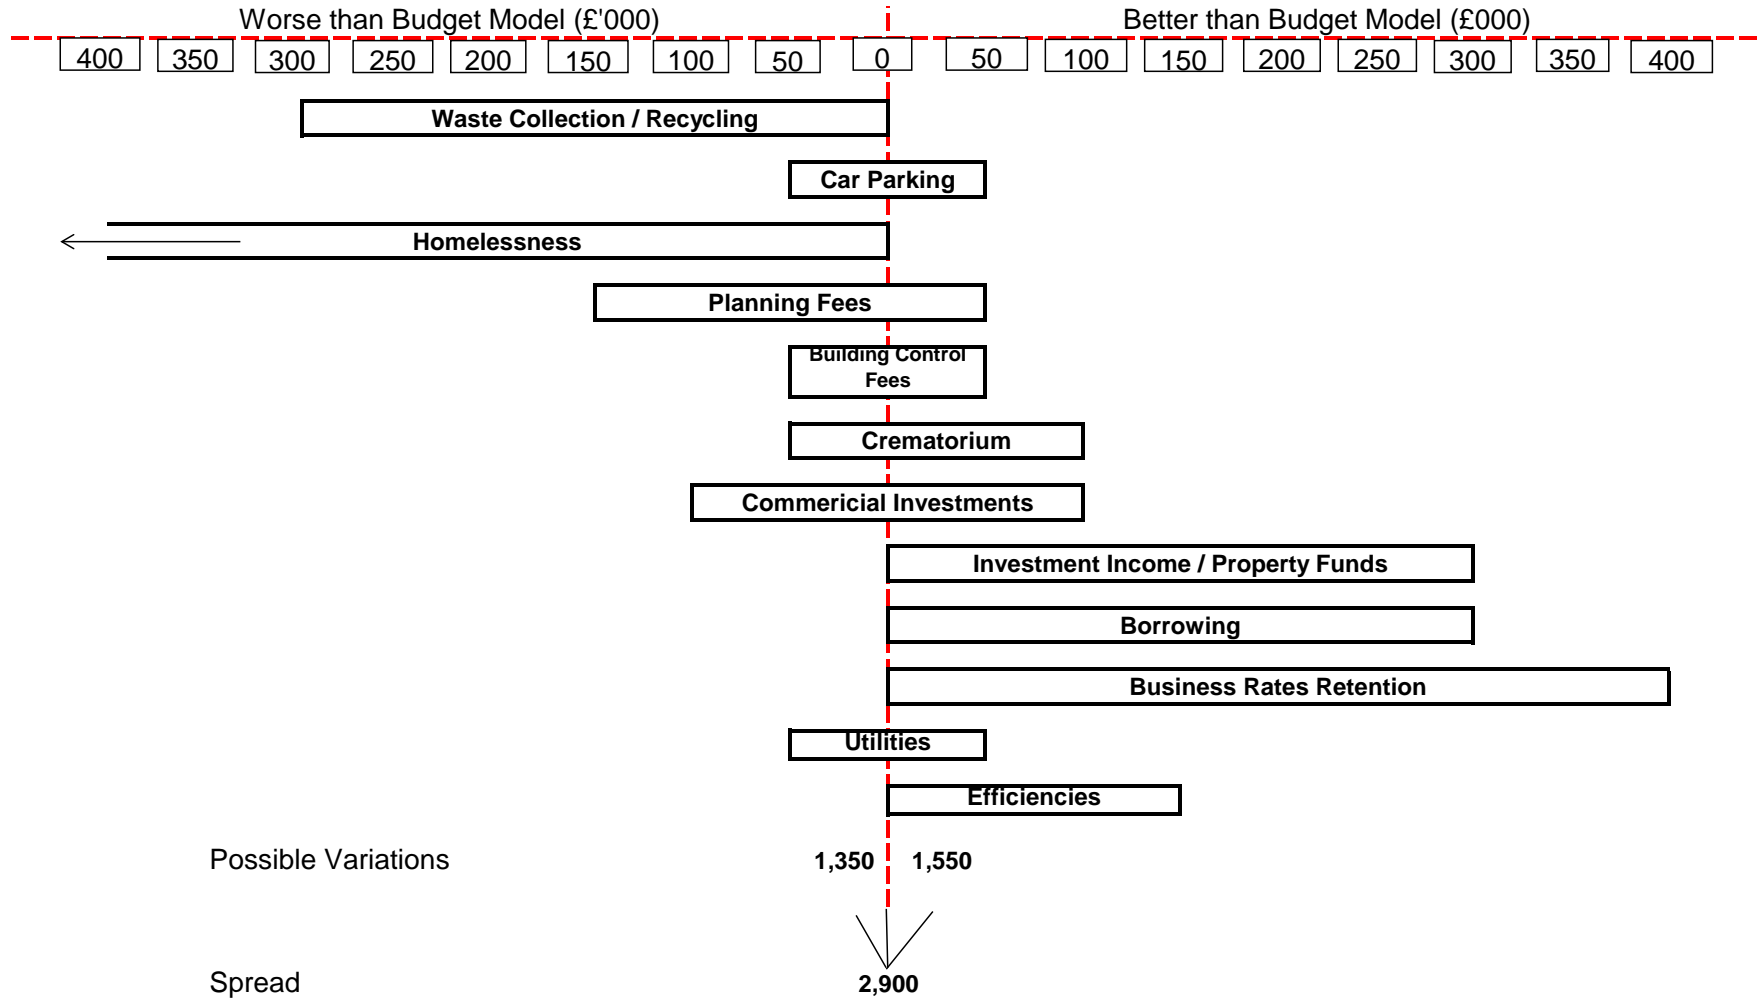 Worse than Budget Model (£'000) Better than Budget Model (£000)
400 350 300 250 200 150 100 50 0 50 100 150 200 250 300 350 400
Waste Collection / Recycling
Car Parking
Homelessness
Planning Fees
Building Control
Fees
Crematorium
Commericial Investments
Investment Income / Property Funds
Borrowing
Business Rates Retention
Utilities
Efficiencies
Possible Variations 1,350 1,550
Spread 2,900